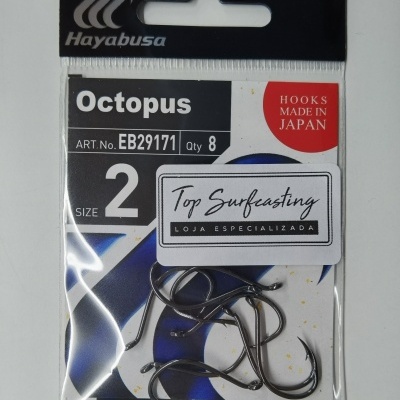 Hayabusa
Octopus
HOOKS
MADE IN
JAPAN
ART.No. EB29171 Qty 8
SIZE 2
Top Surfcasting
LOJA ESPECIALIZADA